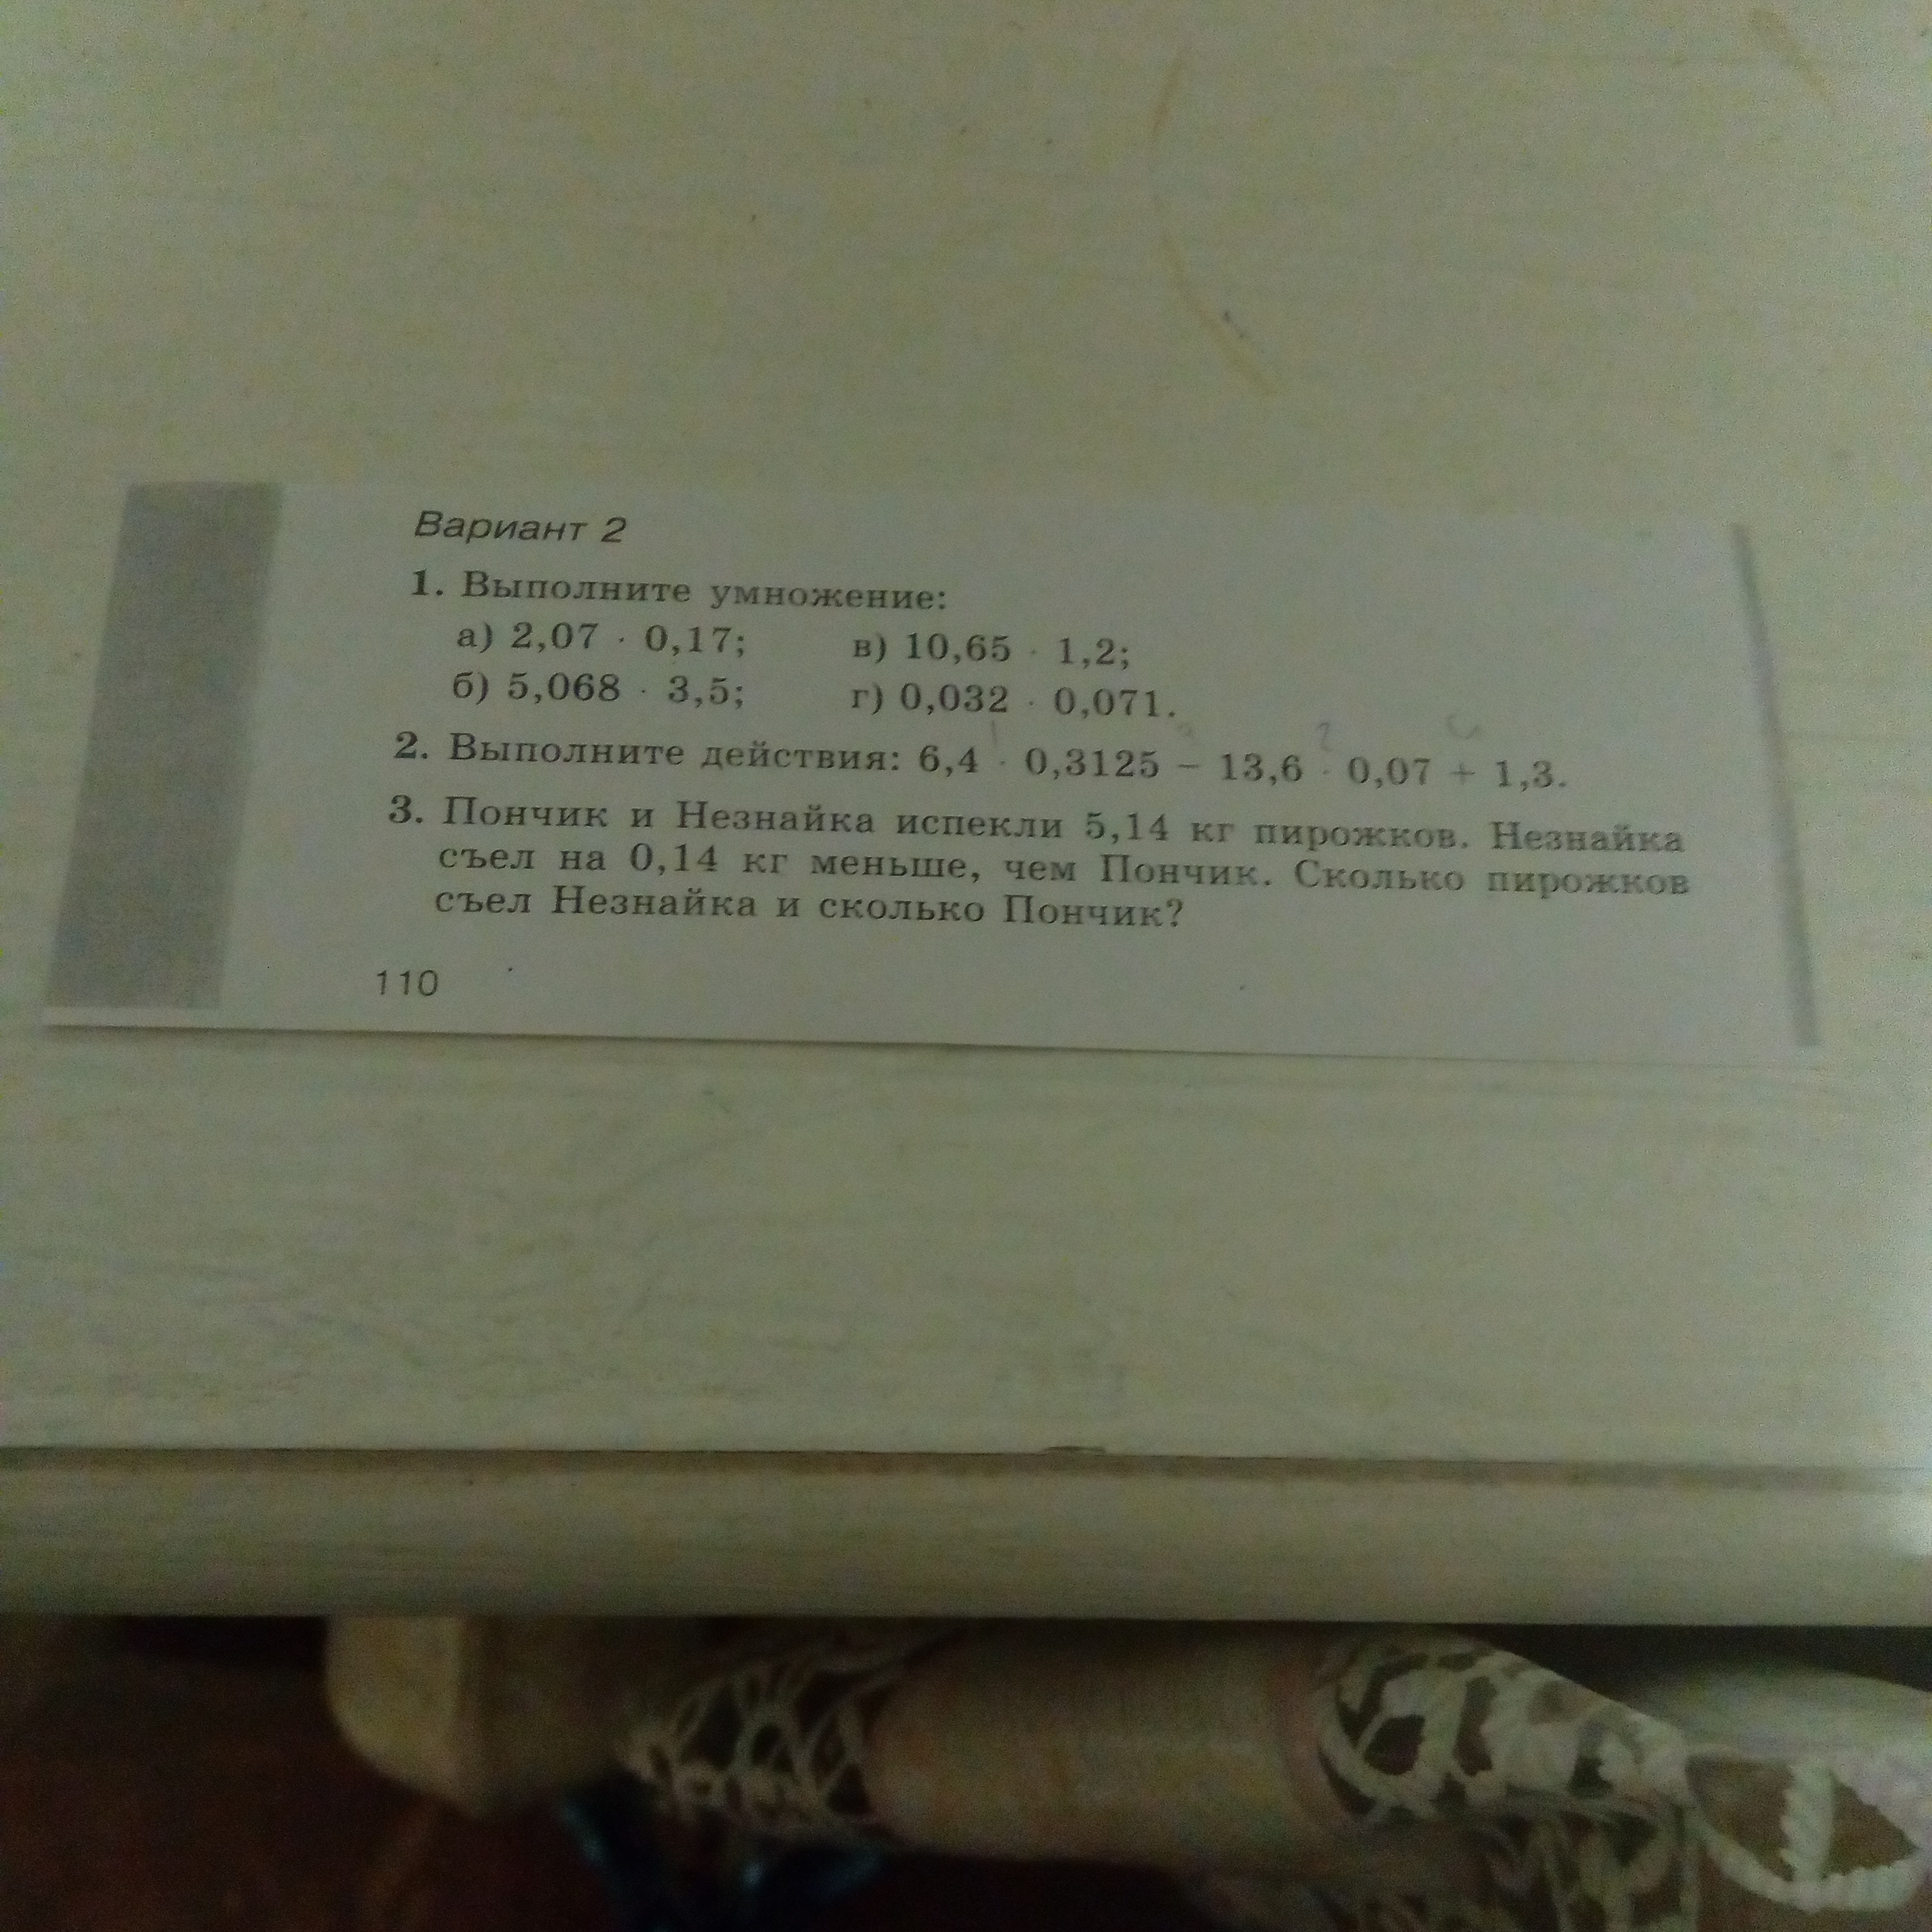 Вариант 2
1. Выполните умножение:
а) 2,07 · 0,17; в) 10,65 · 1,2;
б) 5,068 · 3,5; г) 0,032 · 0,071.
2. Выполните действия: 6,4 · 0,3125 – 13,6 · 0,07 + 1,3.
3. Пончик и Незнайка испекли 5,14 кг пирожков. Незнайка
съел на 0,14 кг меньше, чем Пончик. Сколько пирожков
съел Незнайка и сколько Пончик?
110